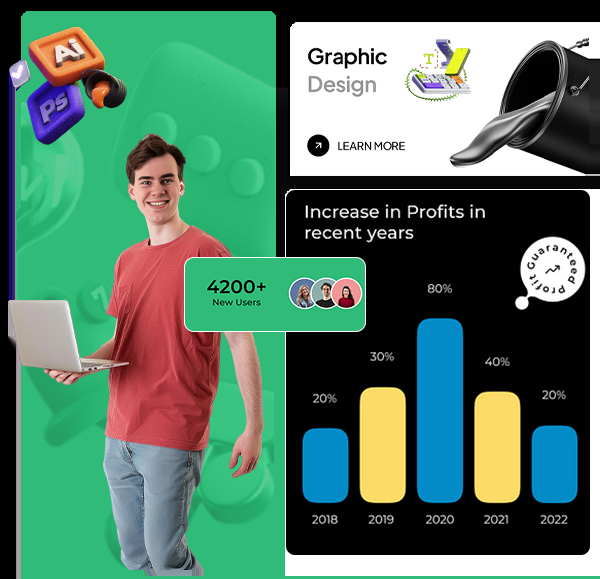 Ai
Ps
Graphic
Design
T
LEARN MORE
4200+
New Users
Increase in Profits in
recent years
Guaranteed profit
80%
30%
40%
20%
20%
2018 2019 2020 2021 2022